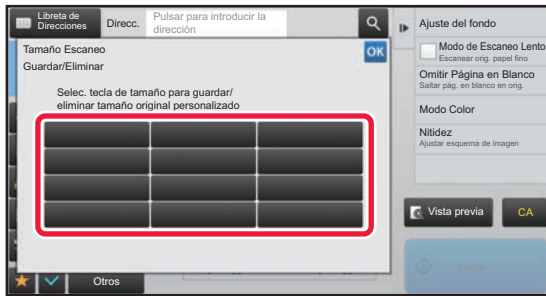 Libreta de
Direcciones
Direcc.
Pulsar para introducir la
dirección
Tamaño Escaneo
OK
Guardar/Eliminar
Selec. tecla de tamaño para guardar/
eliminar tamaño original personalizado
Otros
Ajuste del fondo
Modo de Escaneo Lento
Escanear orig. papel fino
Omitir Página en Blanco
Saltar pág. en blanco en orig.
Modo Color
Nitidez
Ajustar esquema de imagen
Vista previa
CA